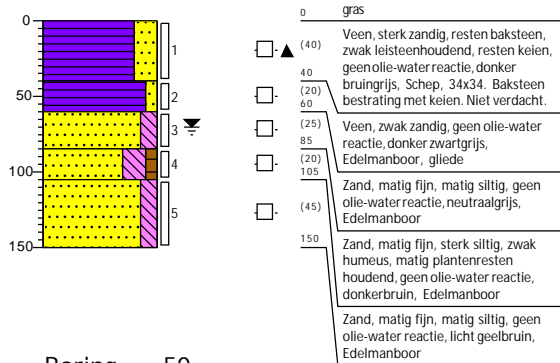 0
50
100
150
1
2
3
4
5
0
(40)
40
(20)
60
(25)
85
(20)
105
(45)
150
gras
Veen, sterk zandig, resten baksteen,
zwak leisteenhoudend, resten keien,
geen olie-water reactie, donker
bruingrijs, Schep, 34x34. Baksteen
bestrating met keien. Niet verdacht.
Veen, zwak zandig, geen olie-water
reactie, donker zwartgrijs,
Edelmanboor, gliede
Zand, matig fijn, matig siltig, geen
olie-water reactie, neutraalgrijs,
Edelmanboor
Zand, matig fijn, sterk siltig, zwak
humeus, matig plantenresten
houdend, geen olie-water reactie,
donkerbruin, Edelmanboor
Zand, matig fijn, matig siltig, geen
olie-water reactie, licht geelbruin,
Edelmanboor